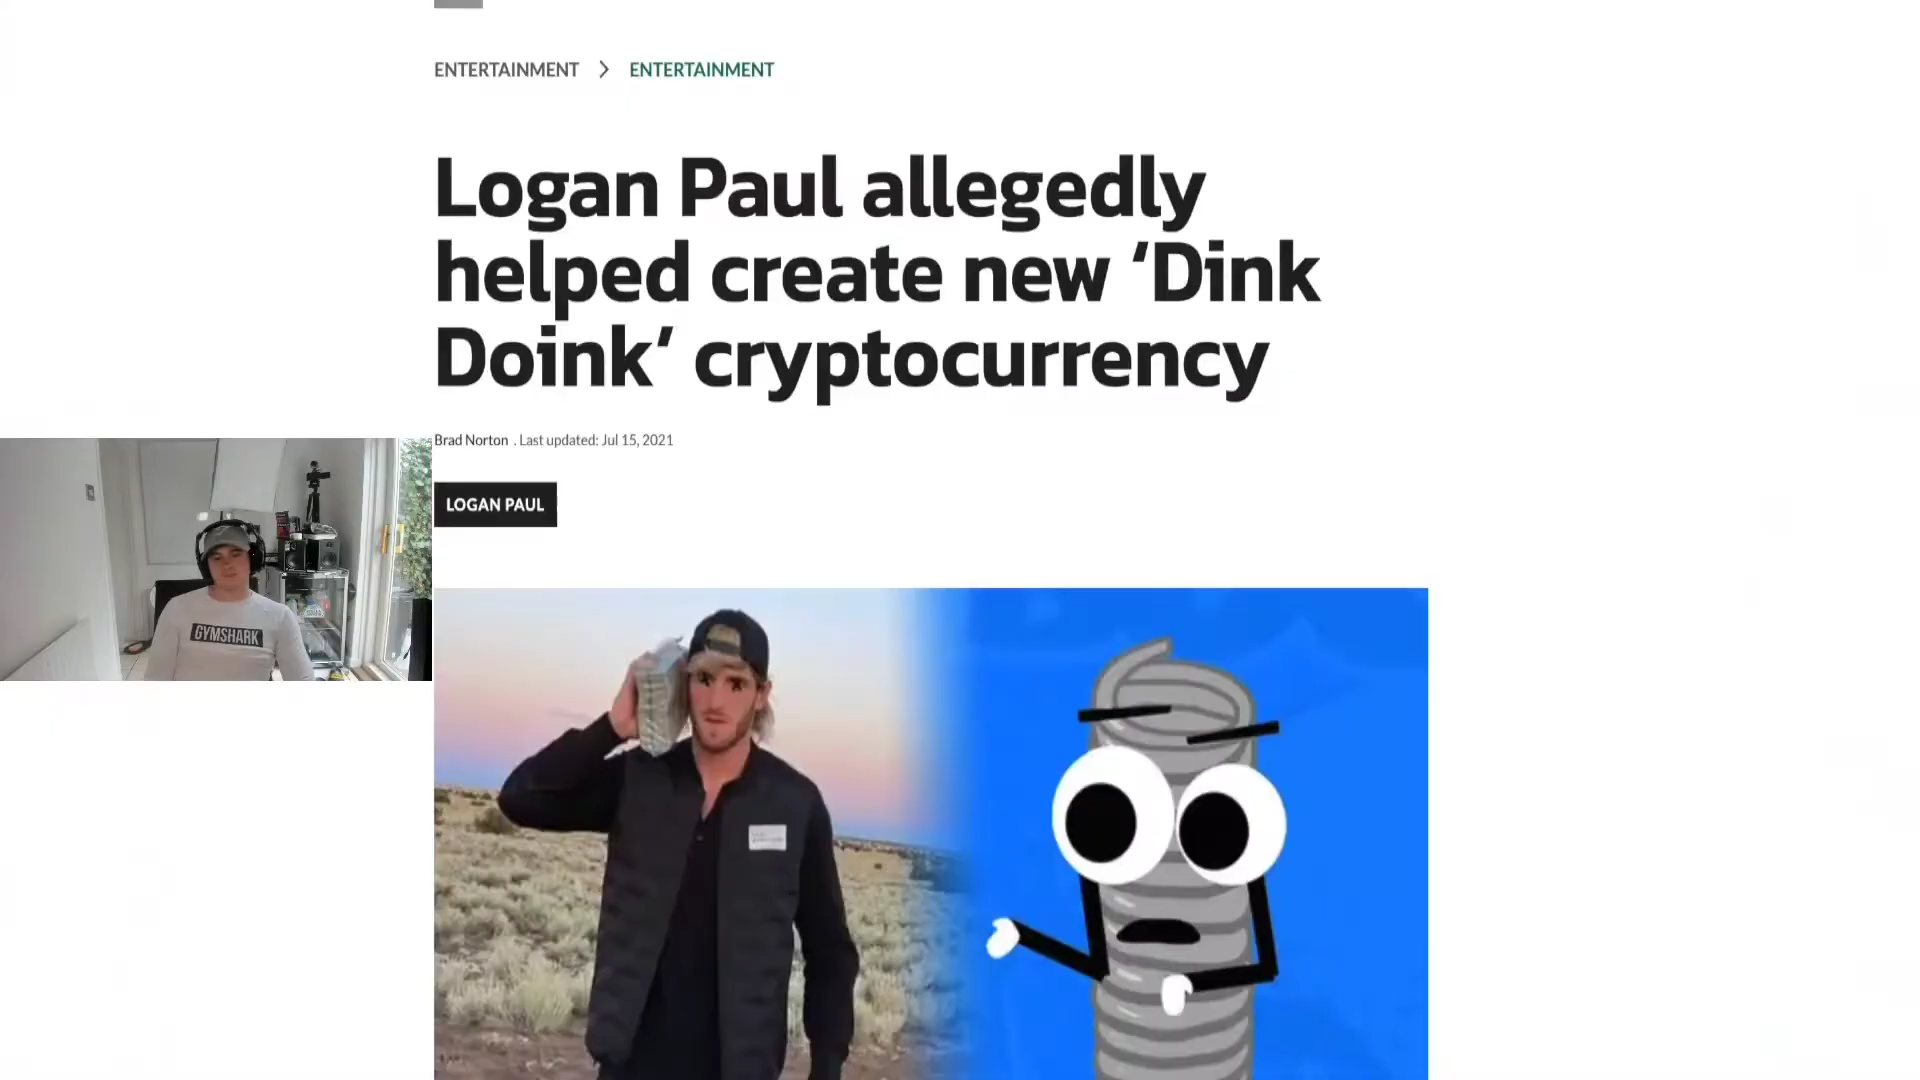 ENTERTAINMENT > ENTERTAINMENT
Logan Paul allegedly
helped create new ‘Dink
Doink’ cryptocurrency
Brad Norton . Last updated: Jul 15, 2021
LOGAN PAUL
GYMSHARK